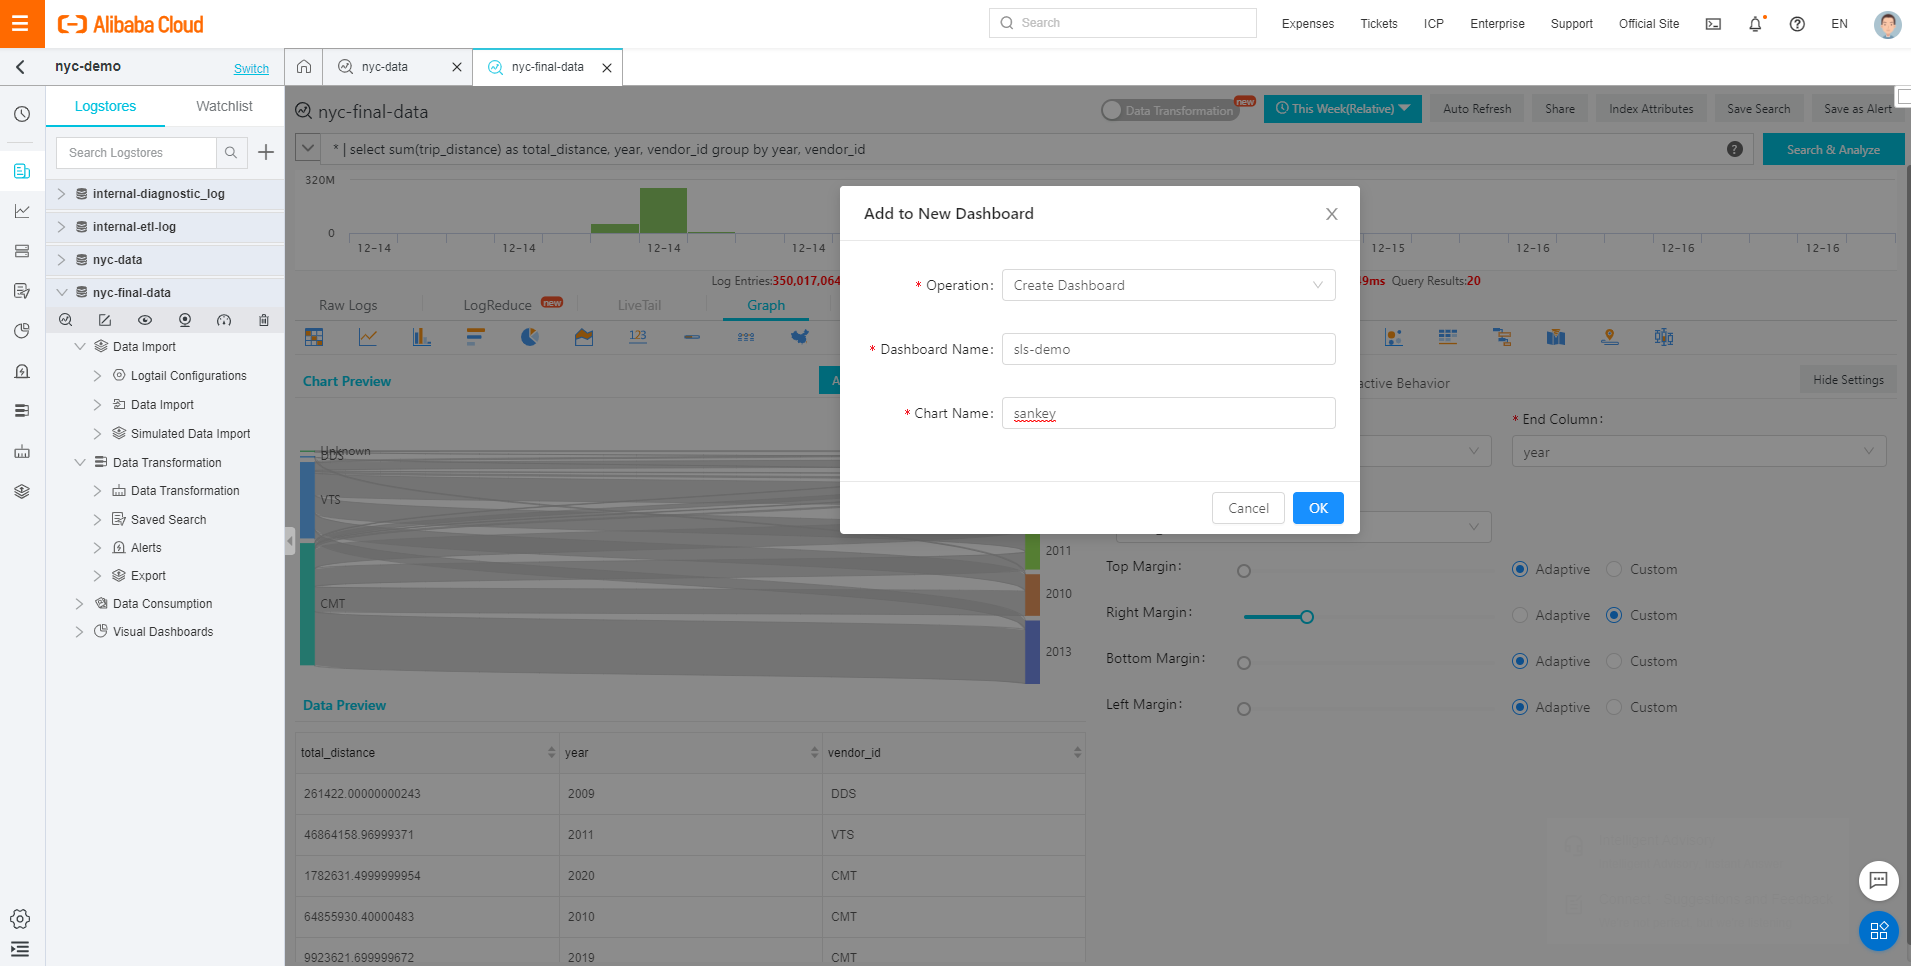 Alibaba Cloud
Search
Expenses Tickets ICP Enterprise Support Official Site EN
nyc-demo Switch
nyc-data nyc-final-data
Logstores Watchlist
Search Logstores
internal-diagnostic_log
internal-etl-log
nyc-data
nyc-final-data
Data Import
Logtail Configurations
Data Import
Simulated Data Import
Data Transformation
Data Transformation
Saved Search
Alerts
Export
Data Consumption
Visual Dashboards
nyc-final-data
Data Transformation new This Week(Relative) Auto Refresh Share Index Attributes Save Search Save as Alert
* | select sum(trip_distance) as total_distance, year, vendor_id group by year, vendor_id ? Search & Analyze
320M
0
12-14 12-14 12-14 12-14 12-15 12-16 12-16 12-16
Log Entries:350,017,064 9ms Query Results:20
Raw Logs LogReduce new LiveTail Graph
123
Chart Preview A active Behavior Hide Settings
Unknown
DDS
VTS
CMT
2011
2010
2013
* End Column:
year
Top Margin: Adaptive Custom
Right Margin: Adaptive Custom
Bottom Margin: Adaptive Custom
Left Margin: Adaptive Custom
Add to New Dashboard
* Operation: Create Dashboard
* Dashboard Name: sls-demo
* Chart Name: sankey
Cancel OK
Data Preview
total_distance year vendor_id
261422.00000000243 2009 DDS
46864158.96999371 2011 VTS
1782631.4999999954 2020 CMT
64855930.40000483 2010 CMT
9923621.699999672 2019 CMT